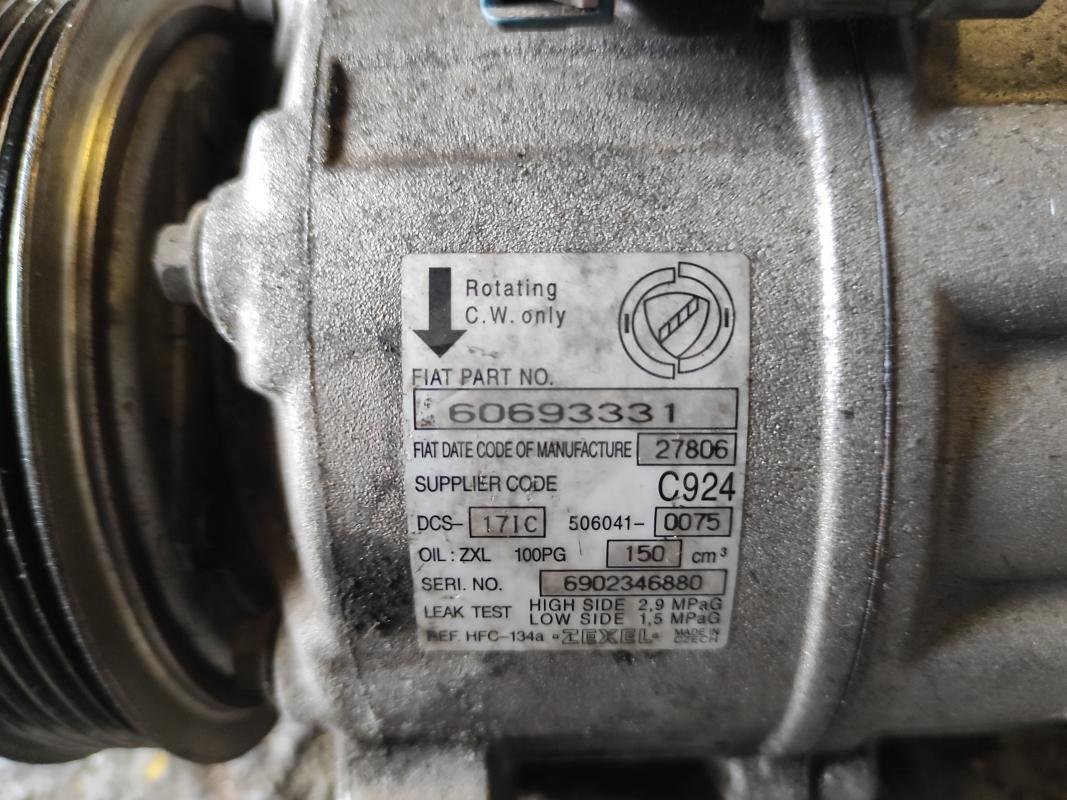 Rotating
C.W. only
FIAT PART NO.
60693331
FIAT DATE CODE OF MANUFACTURE 27806
SUPPLIER CODE C924
DCS- 17IC 506041- 0075
OIL : ZXL 100PG 150 cm³
SERI. NO. 6902346880
LEAK TEST HIGH SIDE 2,9 MPaG
LOW SIDE 1,5 MPaG
REF. HFC-134a ZEXEL MADE IN
CZECH